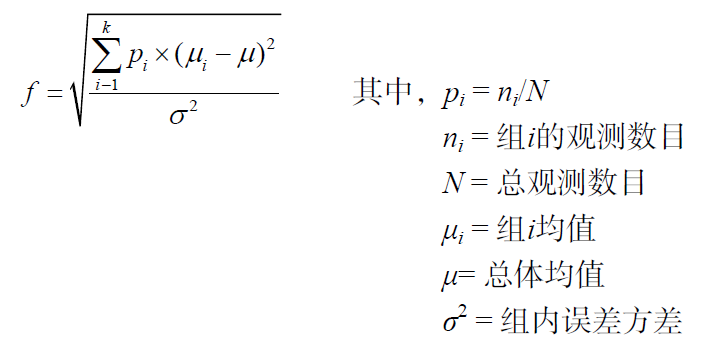 f = √(∑_{i-1}^{k} p_i × (μ_i − μ)² / σ²)
其中, p_i = n_i/N
n_i = 组i的观测数目
N = 总观测数目
μ_i = 组i均值
μ= 总体均值
σ² = 组内误差方差